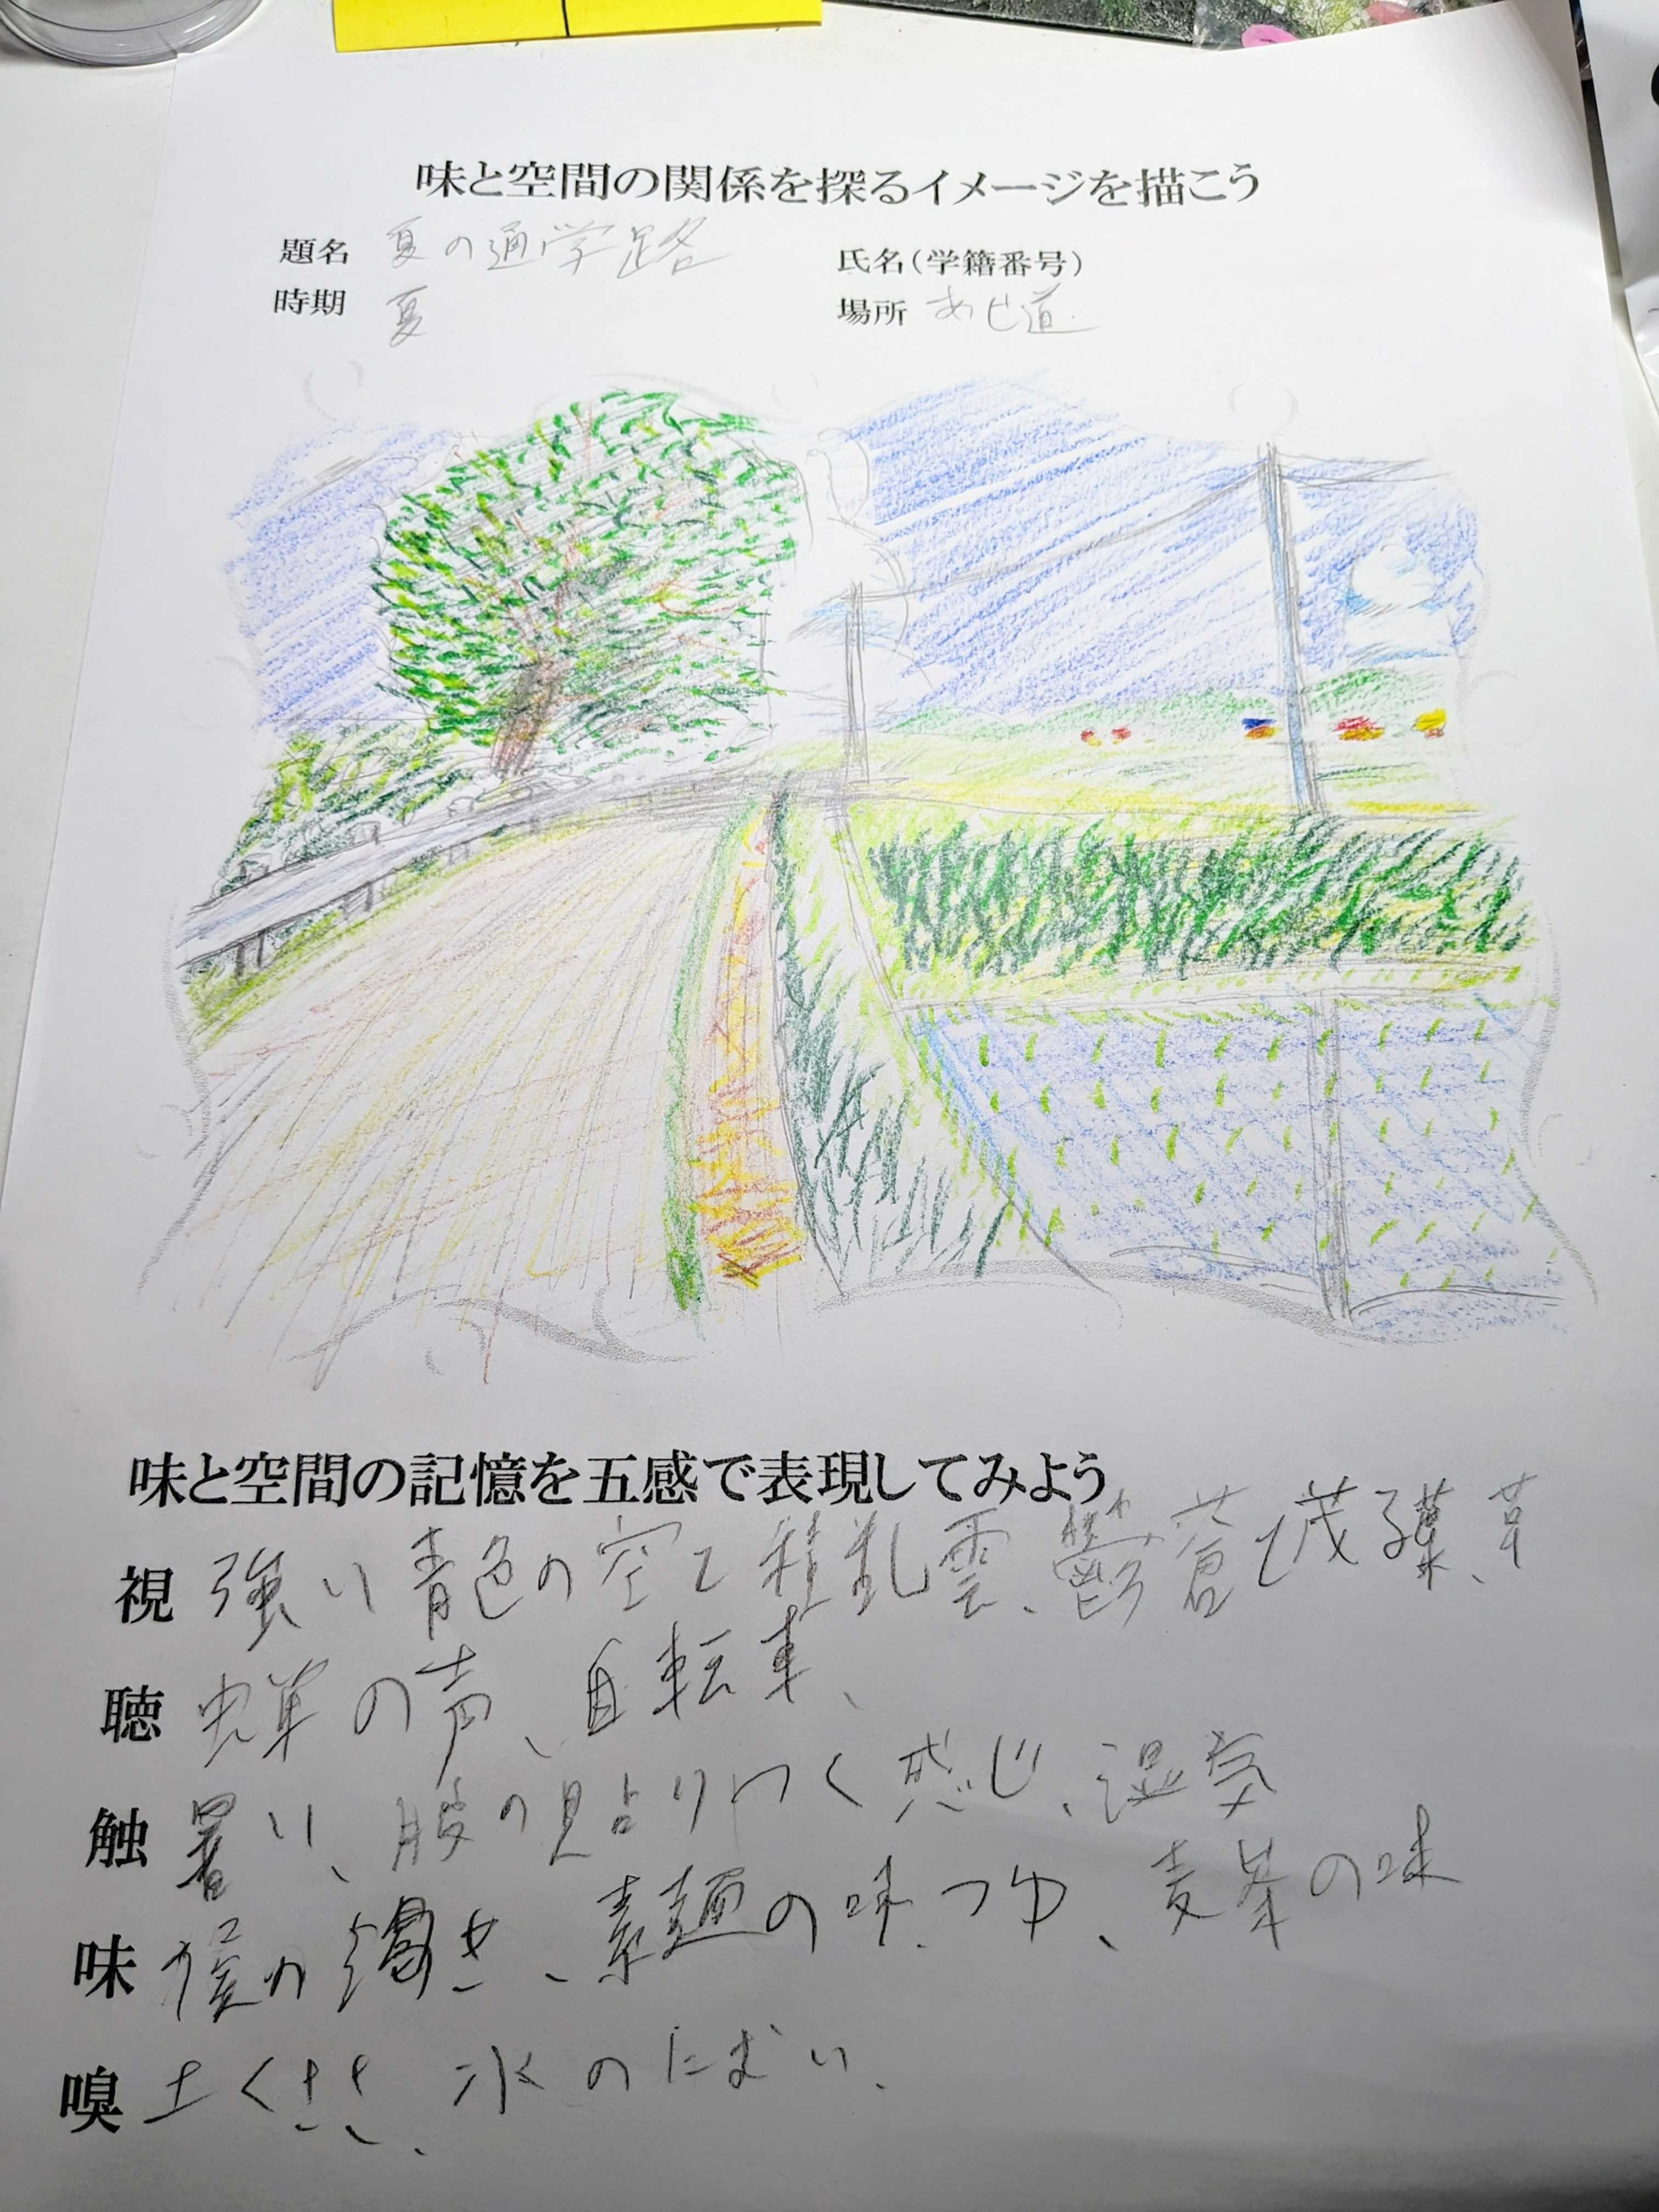 味と空間の関係を探るイメージを描こう
題名 夏の通学路 氏名(学籍番号)
時期 夏 場所 あじ道
味と空間の記憶を五感で表現してみよう
視 強い青色の空と積乱雲、鬱蒼と茂る葉、草
聴 蝉の声、自転車、
触 暑い、服の貼りつく感じ、湿気
味 喉の渇き、素麺の味、つゆ、麦茶の味
嗅 土くささ、水のにおい、